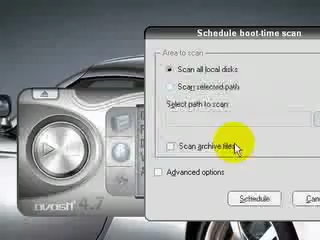 Schedule boot-time scan
Area to scan
Scan all local disks
Scan selected path
Select path to scan:
Scan archive files
Advanced options
Schedule
Canc
avast! 4.7